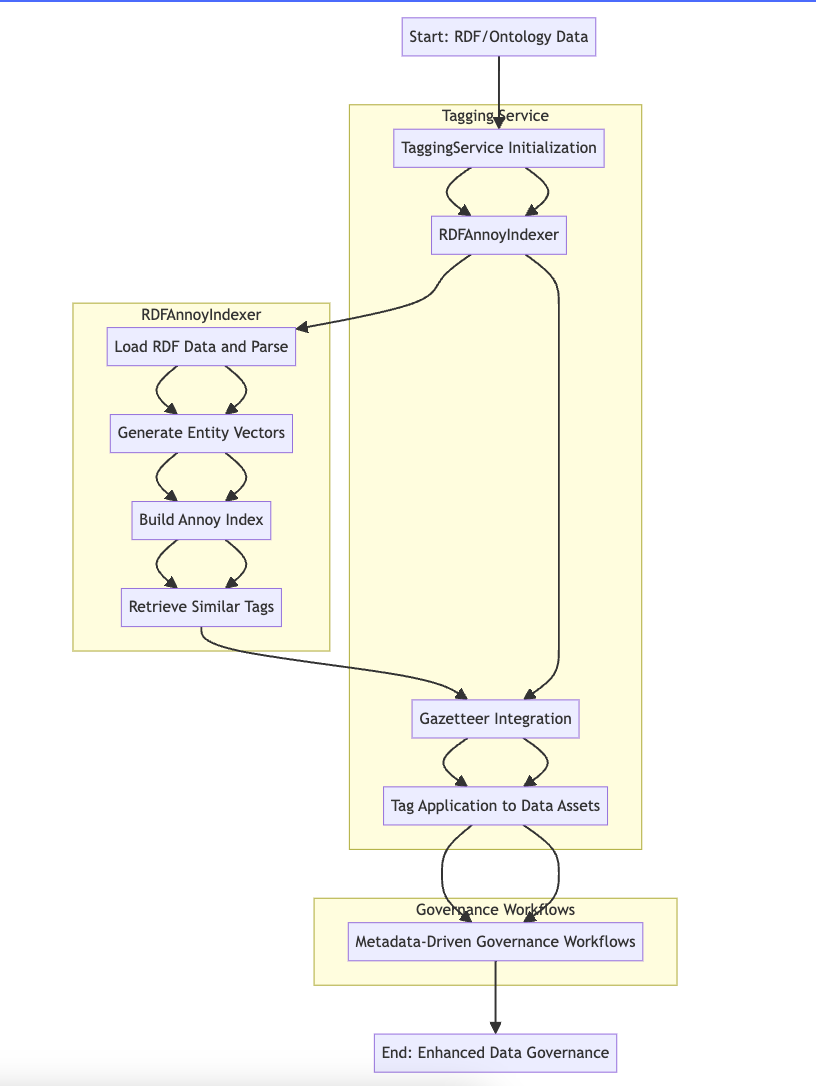 Start: RDF/Ontology Data
Tagging Service
TaggingService Initialization
RDFAnnoyIndexer
RDFAnnoyIndexer
Load RDF Data and Parse
Generate Entity Vectors
Build Annoy Index
Retrieve Similar Tags
Gazetteer Integration
Tag Application to Data Assets
Governance Workflows
Metadata-Driven Governance Workflows
End: Enhanced Data Governance